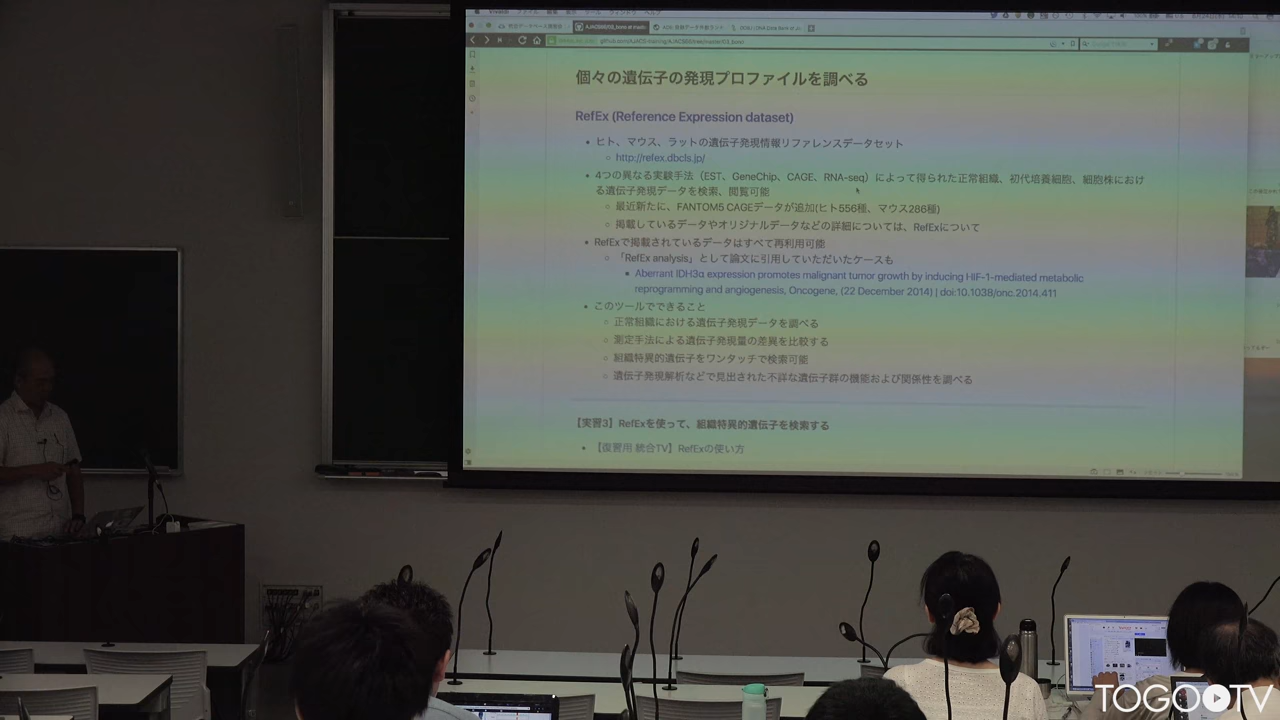 個々の遺伝子の発現プロファイルを調べる
RefEx (Reference Expression dataset)
• ヒト、マウス、ラットの遺伝子発現情報リファレンスデータセット
○ http://refex.dbcls.jp/
• 4つの異なる実験手法（EST、GeneChip、CAGE、RNA-seq）によって得られた正常組織、初代培養細胞、細胞株におけ
る遺伝子発現データを検索、閲覧可能
○ 最近新たに、FANTOM5 CAGEデータが追加(ヒト556種、マウス286種)
○ 掲載しているデータやオリジナルデータなどの詳細については、RefExについて
• RefExで掲載されているデータはすべて再利用可能
○ 「RefEx analysis」として論文に引用していただいたケースも
▪ Aberrant IDH3α expression promotes malignant tumor growth by inducing HIF-1-mediated metabolic
reprogramming and angiogenesis, Oncogene, (22 December 2014) | doi:10.1038/onc.2014.411
• このツールでできること
○ 正常組織における遺伝子発現データを調べる
○ 測定手法による遺伝子発現量の差異を比較する
○ 組織特異的遺伝子をワンタッチで検索可能
○ 遺伝子発現解析などで見出された不詳な遺伝子群の機能および関係性を調べる
【実習3】RefExを使って、組織特異的遺伝子を検索する
• 【復習用 統合TV】RefExの使い方
TOGOTV